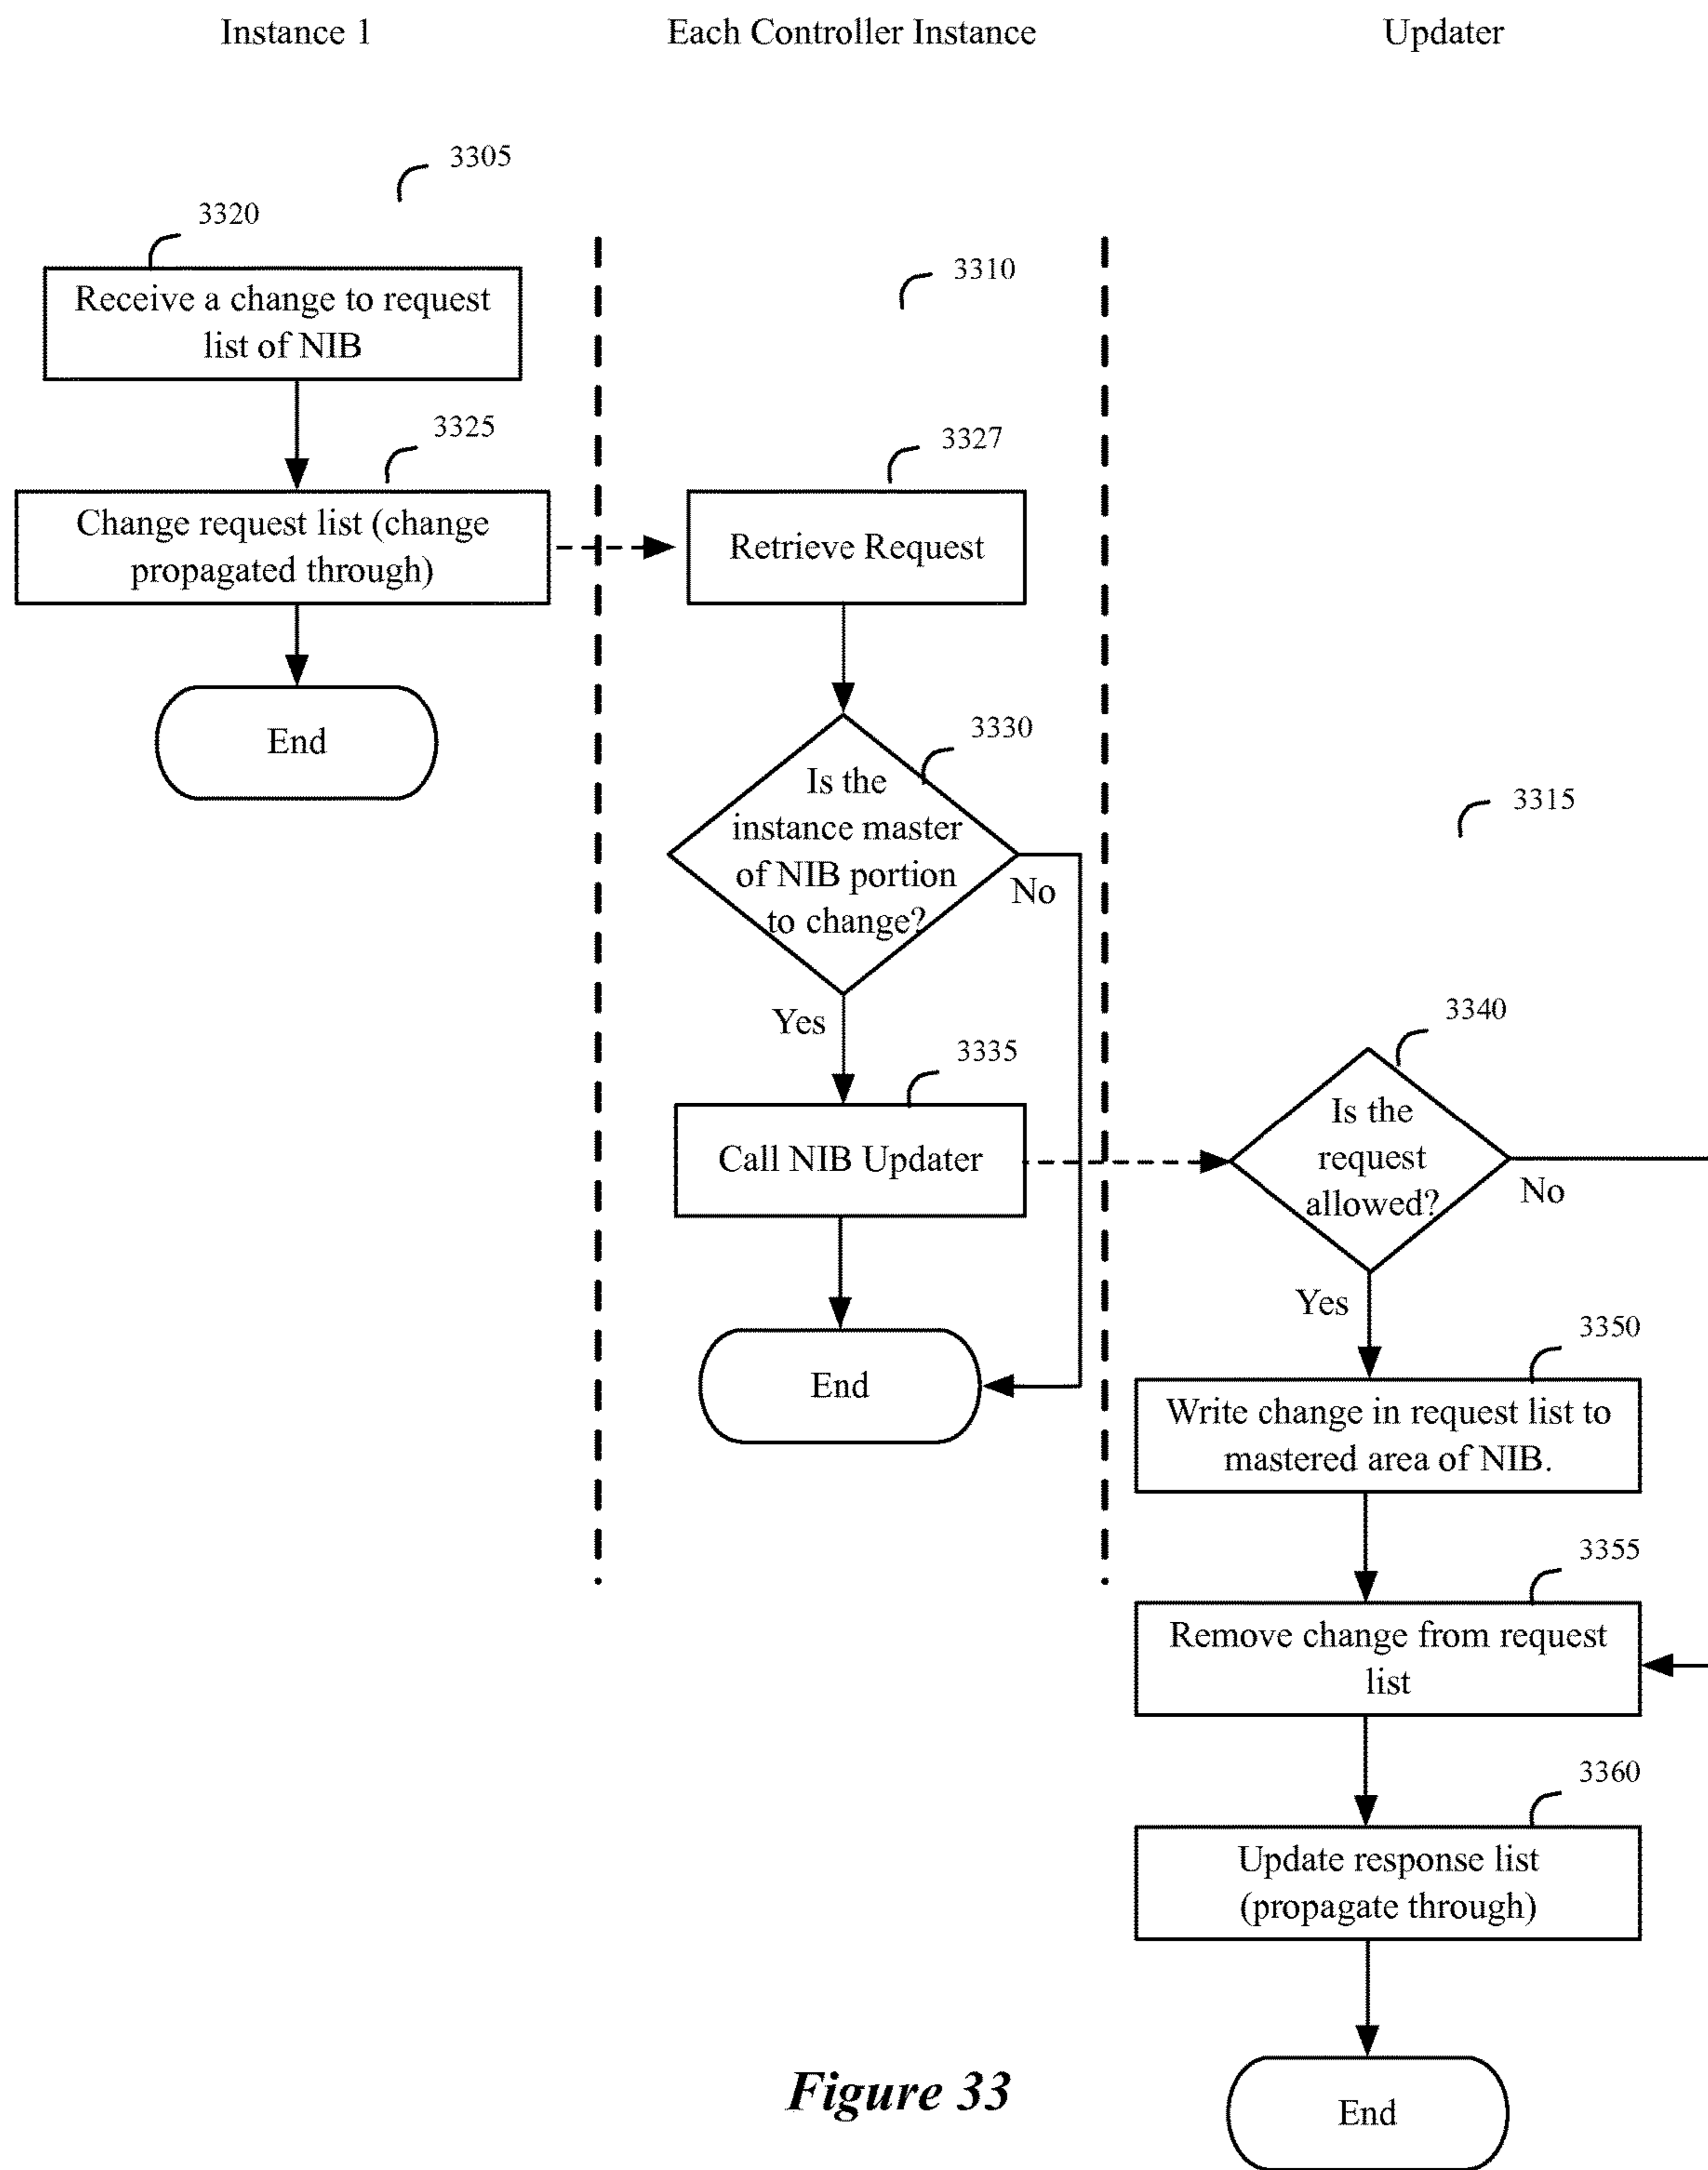 Instance 1
Each Controller Instance
Updater
3305
3320
Receive a change to request
list of NIB
3325
Change request list (change
propagated through)
End
3310
3327
Retrieve Request
3330
Is the
instance master
of NIB portion
to change?
No
Yes
3335
Call NIB Updater
End
3315
3340
Is the
request
allowed?
No
Yes
3350
Write change in request list to
mastered area of NIB.
3355
Remove change from request
list
3360
Update response list
(propagate through)
End
Figure 33